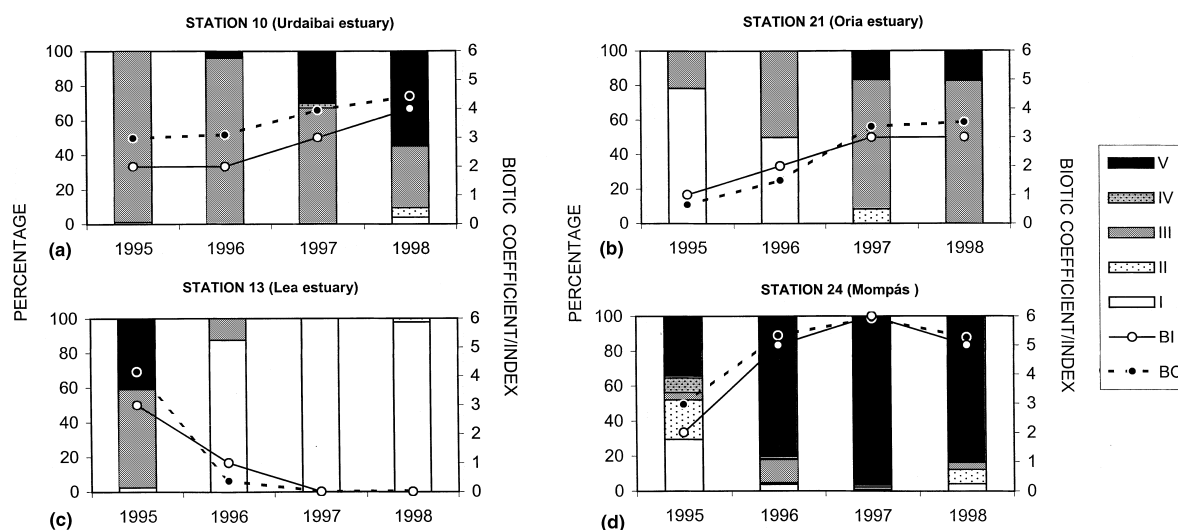 STATION 10 (Urdaibai estuary)
100
80
60
40
20
0
6
5
4
3
2
1
0
PERCENTAGE
BIOTIC COEFFICIENT/INDEX
(a)
1995 1996 1997 1998
STATION 21 (Oria estuary)
100
80
60
40
20
0
6
5
4
3
2
1
0
PERCENTAGE
BIOTIC COEFFICIENT/INDEX
(b)
1995 1996 1997 1998
STATION 13 (Lea estuary)
100
80
60
40
20
0
6
5
4
3
2
1
0
(c)
1995 1996 1997 1998
STATION 24 (Mompás )
100
80
60
40
20
0
6
5
4
3
2
1
0
(d)
1995 1996 1997 1998
V
IV
III
II
I
BI
BC